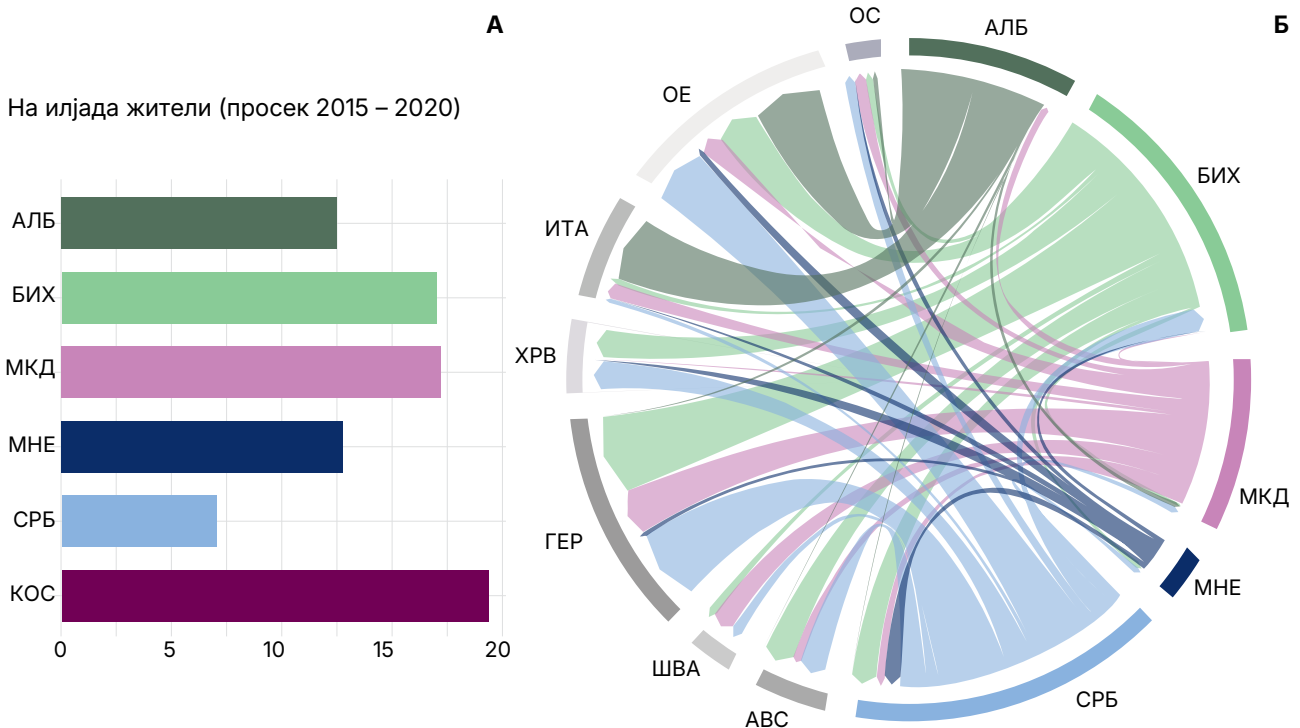 А
На илјада жители (просек 2015 – 2020)
АЛБ
БИХ
МКД
МНЕ
СРБ
КОС
0 5 10 15 20
Б
ОС
АЛБ
ОЕ
БИХ
ИТА
ХРВ
МКД
ГЕР
МНЕ
ШВА
СРБ
АВС